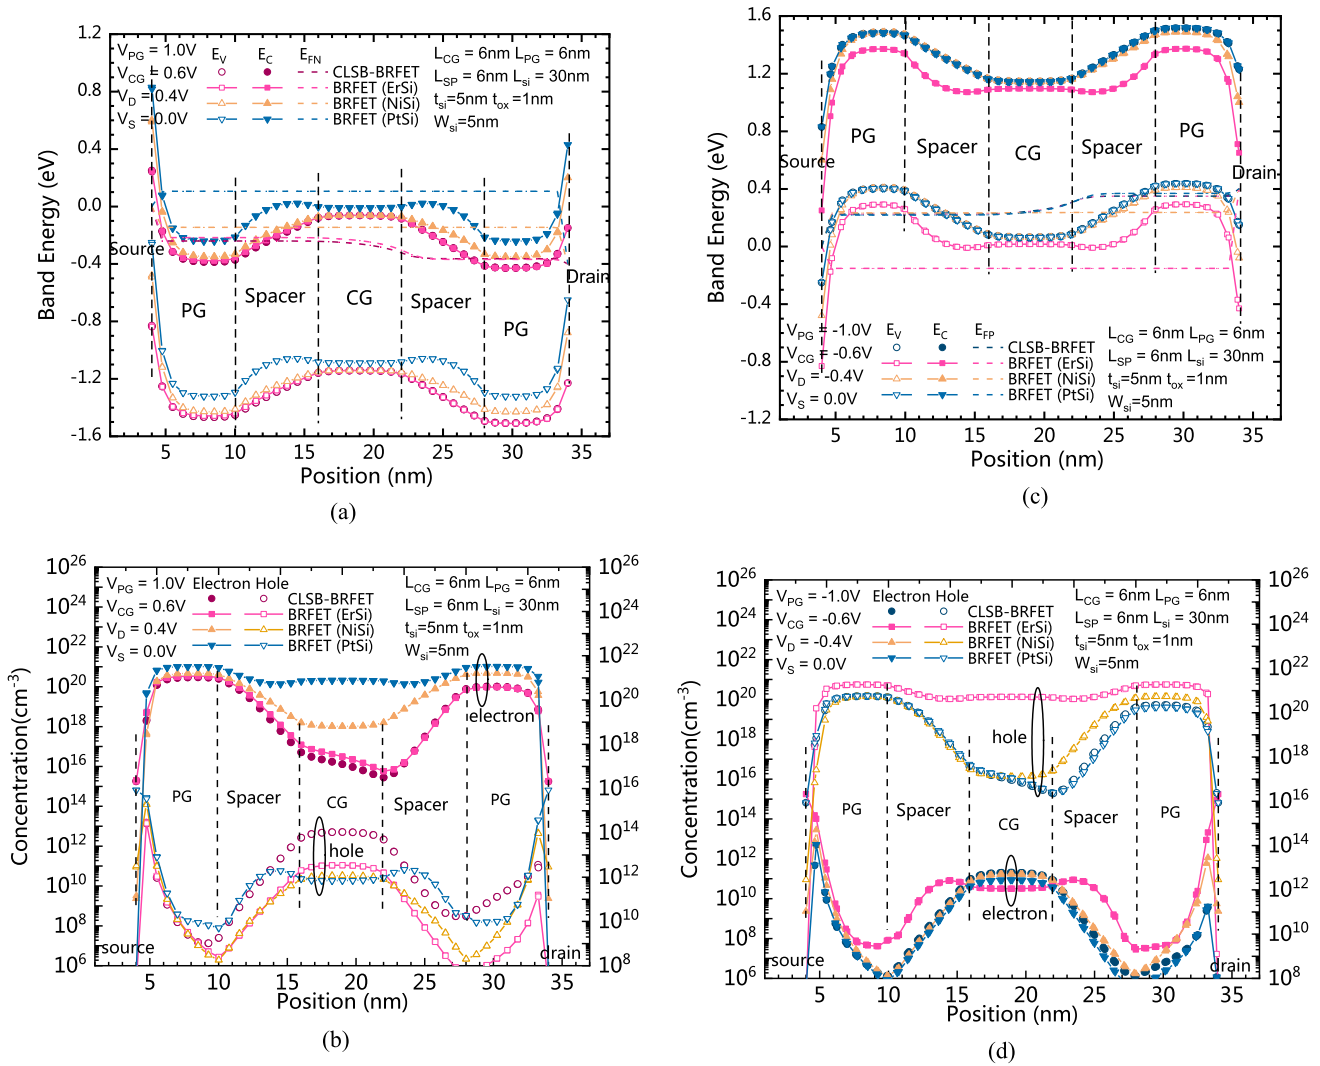 V_PG = 1.0V
V_CG = 0.6V
V_D = 0.4V
V_S = 0.0V
E_V E_C E_FN
CLSB-BRFET
BRFET (ErSi)
BRFET (NiSi)
BRFET (PtSi)
L_CG = 6nm L_PG = 6nm
L_SP = 6nm L_si = 30nm
t_si=5nm t_ox =1nm
W_si=5nm
Band Energy (eV)
1.2
0.8
0.4
0.0
-0.4
-0.8
-1.2
-1.6
Source
PG
Spacer
CG
Spacer
PG
Drain
5 10 15 20 25 30 35
Position (nm)
(a)
Band Energy (eV)
1.6
1.2
0.8
0.4
0.0
-0.4
-0.8
-1.2
Source
PG
Spacer
CG
Spacer
PG
Drain
V_PG = -1.0V
V_CG = -0.6V
V_D = -0.4V
V_S = 0.0V
E_V E_C E_FP
CLSB-BRFET
BRFET (ErSi)
BRFET (NiSi)
BRFET (PtSi)
L_CG = 6nm L_PG = 6nm
L_SP = 6nm L_si = 30nm
t_si=5nm t_ox =1nm
W_si=5nm
5 10 15 20 25 30 35
Position (nm)
(c)
Concentration(cm^-3)
10^26
10^24
10^22
10^20
10^18
10^16
10^14
10^12
10^10
10^8
10^6
V_PG = 1.0V
V_CG = 0.6V
V_D = 0.4V
V_S = 0.0V
Electron Hole
CLSB-BRFET
BRFET (ErSi)
BRFET (NiSi)
BRFET (PtSi)
L_CG = 6nm L_PG = 6nm
L_SP = 6nm L_si = 30nm
t_si=5nm t_ox =1nm
W_si=5nm
electron
PG
Spacer
CG
Spacer
PG
hole
source
drain
10^26
10^24
10^22
10^20
10^18
10^16
10^14
10^12
10^10
10^8
5 10 15 20 25 30 35
Position (nm)
(b)
Concentration(cm^-3)
10^26
10^24
10^22
10^20
10^18
10^16
10^14
10^12
10^10
10^8
10^6
V_PG = -1.0V
V_CG = -0.6V
V_D = -0.4V
V_S = 0.0V
Electron Hole
CLSB-BRFET
BRFET (ErSi)
BRFET (NiSi)
BRFET (PtSi)
L_CG = 6nm L_PG = 6nm
L_SP = 6nm L_si = 30nm
t_si=5nm t_ox =1nm
W_si=5nm
hole
PG
Spacer
CG
Spacer
PG
electron
source
drain
10^26
10^24
10^22
10^20
10^18
10^16
10^14
10^12
10^10
10^8
5 10 15 20 25 30 35
Position (nm)
(d)